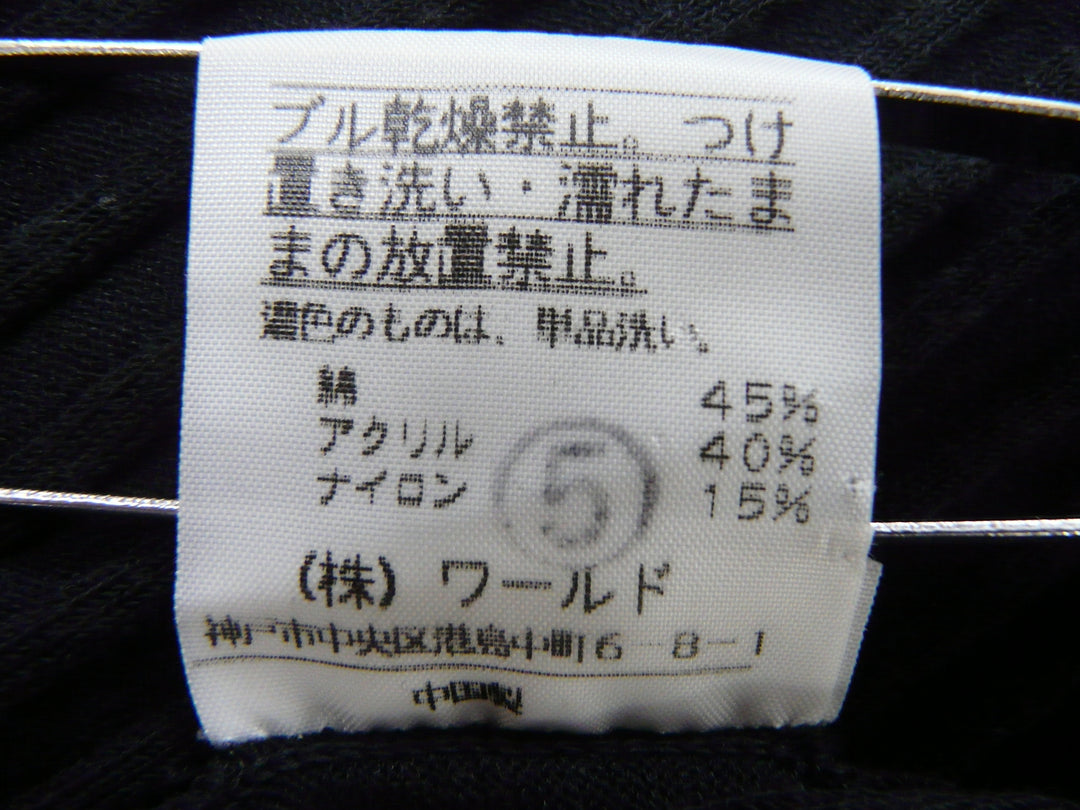 ブル乾燥禁止。つけ
置き洗い・濡れたま
まの放置禁止。
濃色のものは、単品洗い。
綿 45%
アクリル 40%
ナイロン 15%
5
(株)ワールド
神戸市中央区港島中町6-8-1
中国製